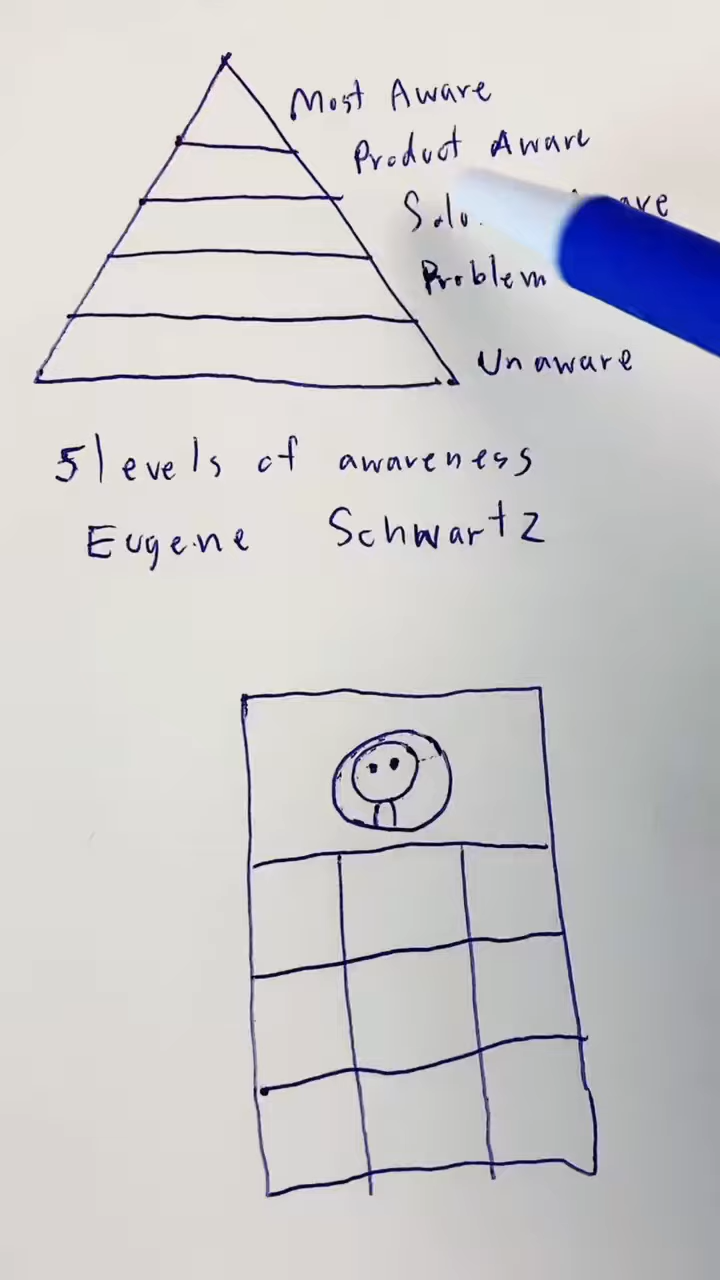 Most Aware
Product Aware
Problem
Unaware
5 levels of awareness
Eugene Schwartz